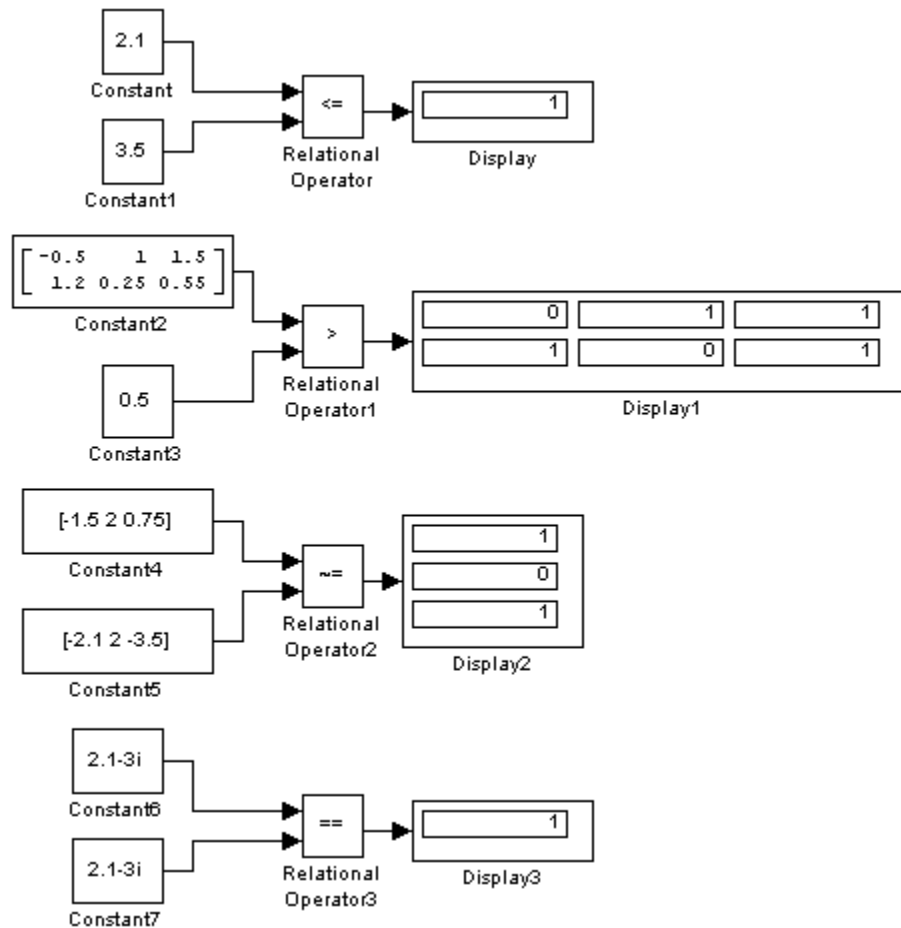 2.1
Constant
3.5
Constant1
<=
Relational
Operator
1
Display
-0.5 1 1.5
1.2 0.25 0.55
Constant2
0.5
Constant3
>
Relational
Operator1
0 1 1
1 0 1
Display1
[-1.5 2 0.75]
Constant4
[-2.1 2 -3.5]
Constant5
~=
Relational
Operator2
1
0
1
Display2
2.1-3i
Constant6
2.1-3i
Constant7
==
Relational
Operator3
1
Display3